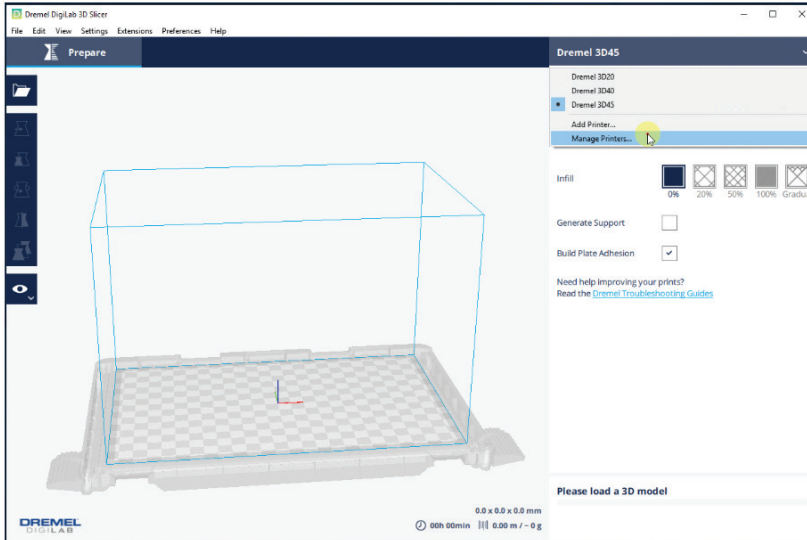 Dremel DigiLab 3D Slicer
File Edit View Settings Extensions Preferences Help
Prepare
Dremel 3D45
Dremel 3D20
Dremel 3D40
Dremel 3D45
Add Printer...
Manage Printers...
Infill
0% 20% 50% 100% Gradu
Generate Support
Build Plate Adhesion
Need help improving your prints?
Read the Dremel Troubleshooting Guides
Please load a 3D model
0.0 x 0.0 x 0.0 mm
00h 00min 0.00 m / ~ 0 g
DREMEL
DIGILAB